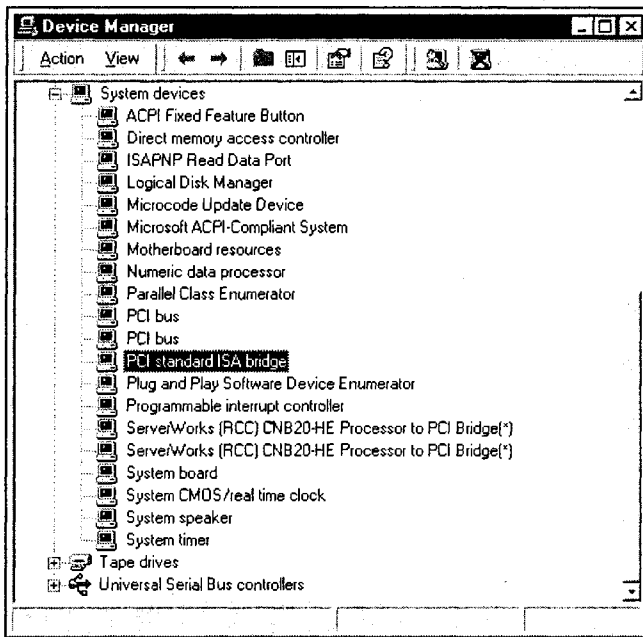 Device Manager
Action View
System devices
ACPI Fixed Feature Button
Direct memory access controller
ISAPNP Read Data Port
Logical Disk Manager
Microcode Update Device
Microsoft ACPI-Compliant System
Motherboard resources
Numeric data processor
Parallel Class Enumerator
PCI bus
PCI bus
PCI standard ISA bridge
Plug and Play Software Device Enumerator
Programmable interrupt controller
ServerWorks (RCC) CNB20-HE Processor to PCI Bridge(*)
ServerWorks (RCC) CNB20-HE Processor to PCI Bridge(*)
System board
System CMOS/real time clock
System speaker
System timer
Tape drives
Universal Serial Bus controllers